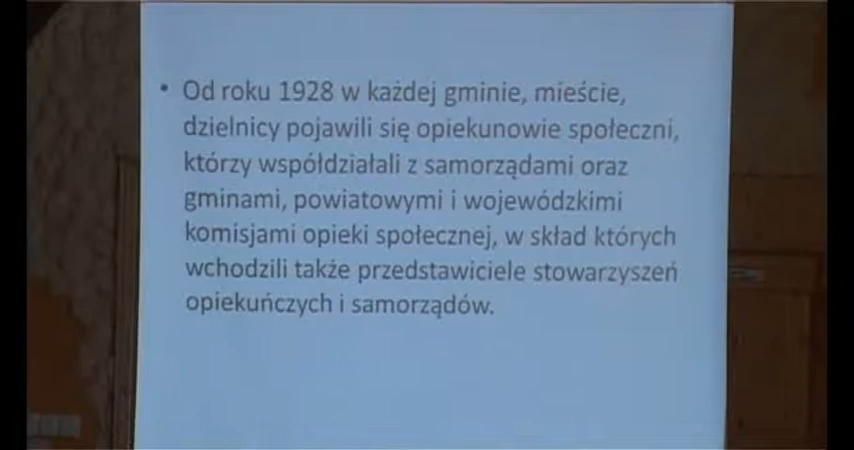 • Od roku 1928 w każdej gminie, mieście,
dzielnicy pojawili się opiekunowie społeczni,
którzy współdziałali z samorządami oraz
gminami, powiatowymi i wojewódzkimi
komisjami opieki społecznej, w skład których
wchodzili także przedstawiciele stowarzyszeń
opiekuńczych i samorządów.